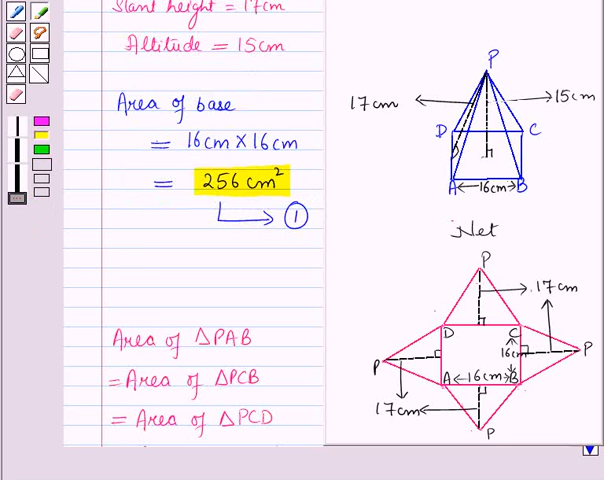 Slant height = 17cm
Altitude = 15cm
Area of base
= 16cm × 16cm
= 256 cm²
1
Area of ΔPAB
= Area of ΔPCB
= Area of ΔPCD
P
17cm
15cm
D
C
A
16cm
B
Net
P
17cm
D
C
16cm
P
P
A
16cm
B
17cm
P